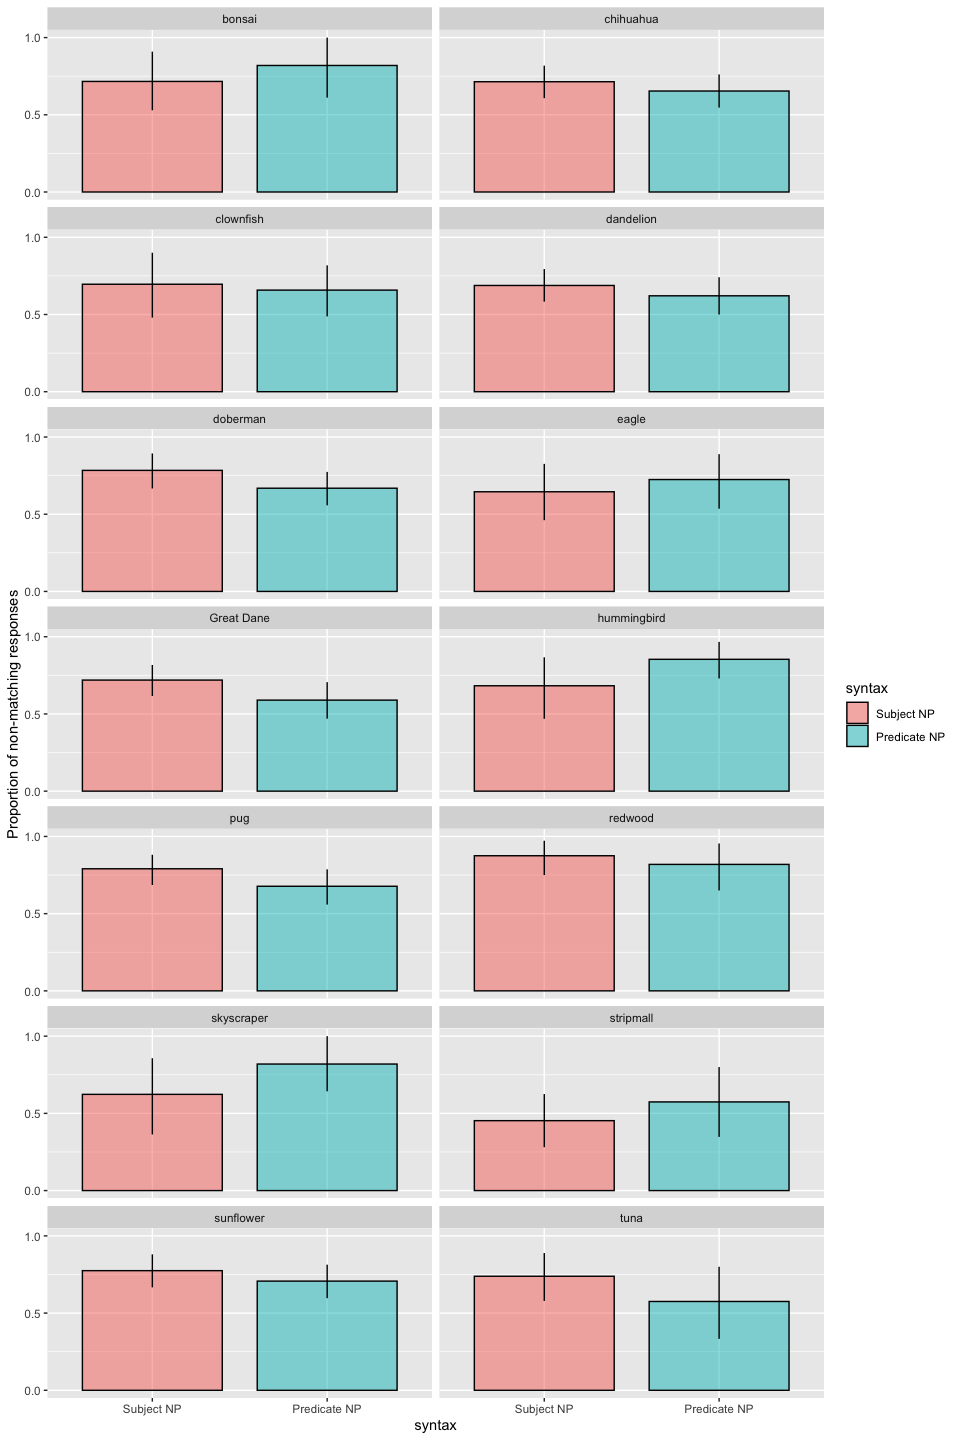 bonsai
chihuahua
1.0
0.5
0.0
clownfish
dandelion
1.0
0.5
0.0
doberman
eagle
1.0
0.5
0.0
Great Dane
hummingbird
1.0
0.5
0.0
pug
redwood
1.0
0.5
0.0
skyscraper
stripmall
1.0
0.5
0.0
sunflower
tuna
1.0
0.5
0.0
Subject NP
Predicate NP
Subject NP
Predicate NP
syntax
Proportion of non-matching responses
syntax
Subject NP
Predicate NP